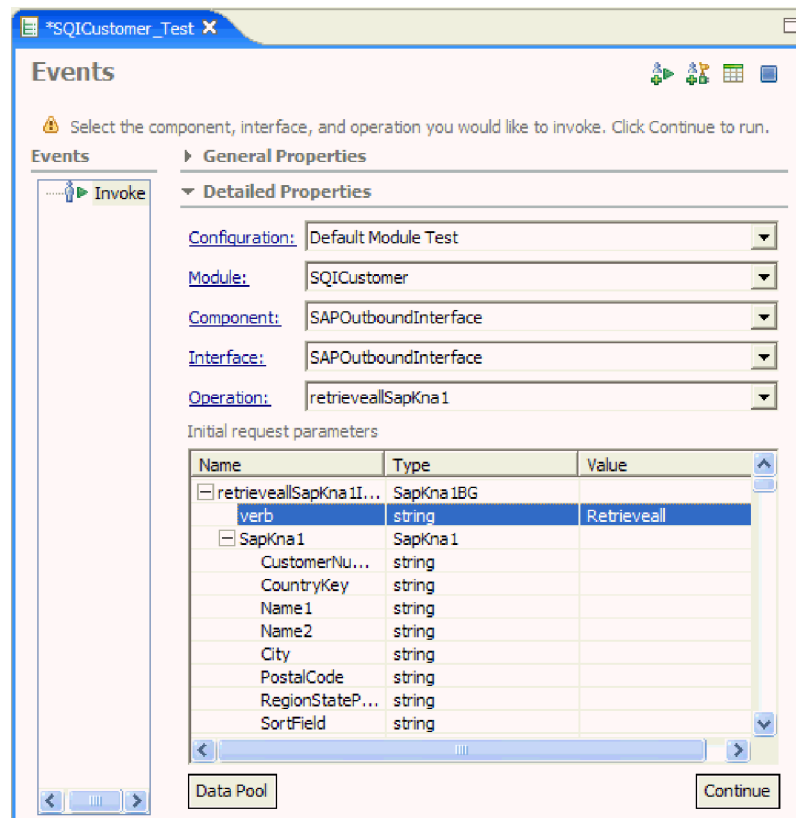 *SQICustomer_Test
Events
Select the component, interface, and operation you would like to invoke. Click Continue to run.
Events
General Properties
Invoke
Detailed Properties
Configuration: Default Module Test
Module: SQICustomer
Component: SAPOutboundInterface
Interface: SAPOutboundInterface
Operation: retrieveallSapKna1
Initial request parameters
Name Type Value
retrieveallSapKna1I... SapKna1BG
verb string Retrieveall
SapKna1 SapKna1
CustomerNu... string
CountryKey string
Name1 string
Name2 string
City string
PostalCode string
RegionStateP... string
SortField string
Data Pool Continue